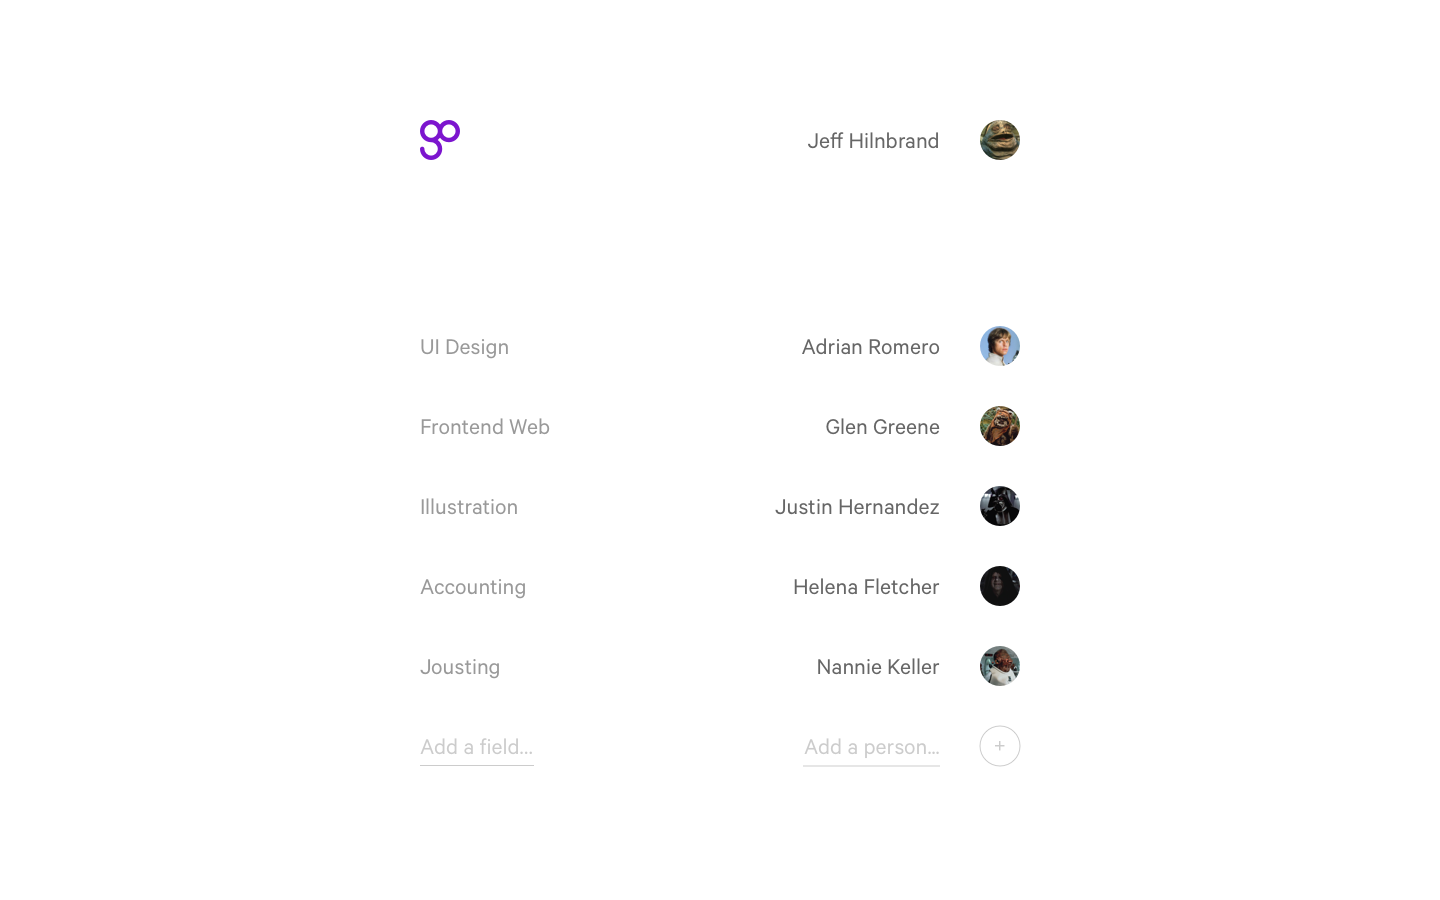 go
Jeff Hilnbrand
UI Design
Adrian Romero
Frontend Web
Glen Greene
Illustration
Justin Hernandez
Accounting
Helena Fletcher
Jousting
Nannie Keller
Add a field...
Add a person...
+